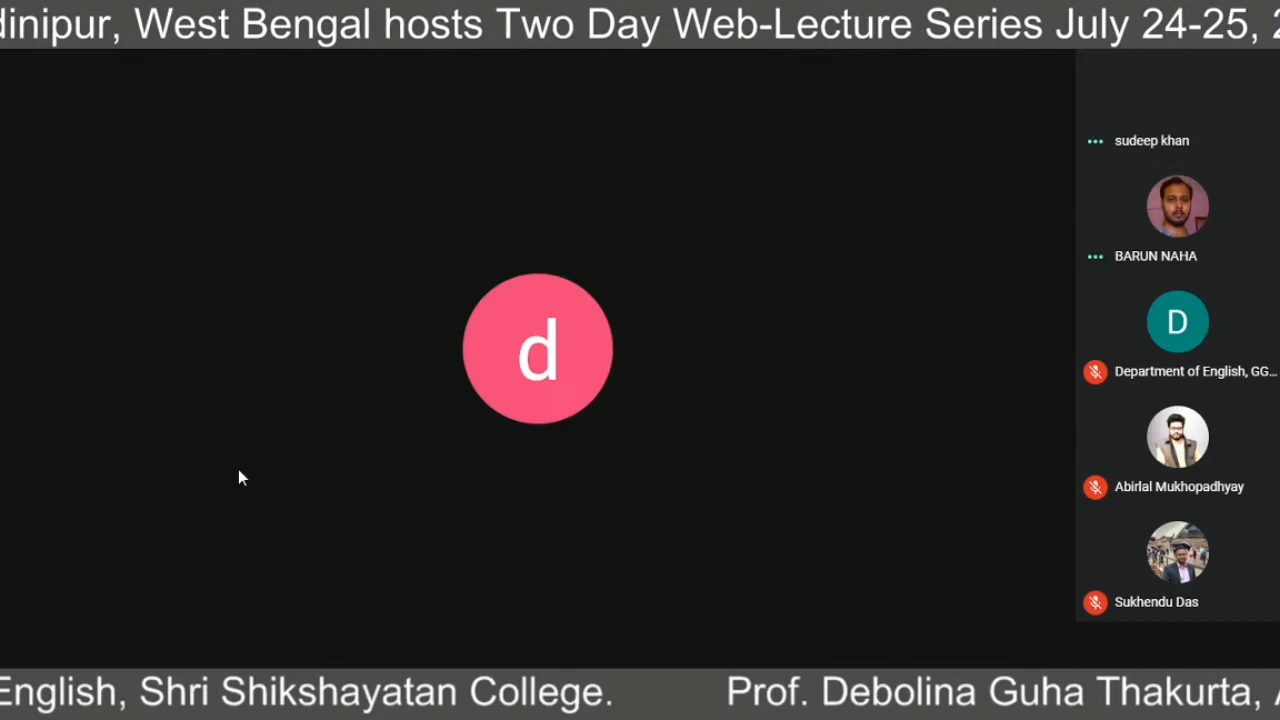 dinipur, West Bengal hosts Two Day Web-Lecture Series July 24-25, 2
sudeep khan
BARUN NAHA
D
Department of English, GG...
d
Abirlal Mukhopadhyay
Sukhendu Das
English, Shri Shikshayatan College. Prof. Debolina Guha Thakurta, A